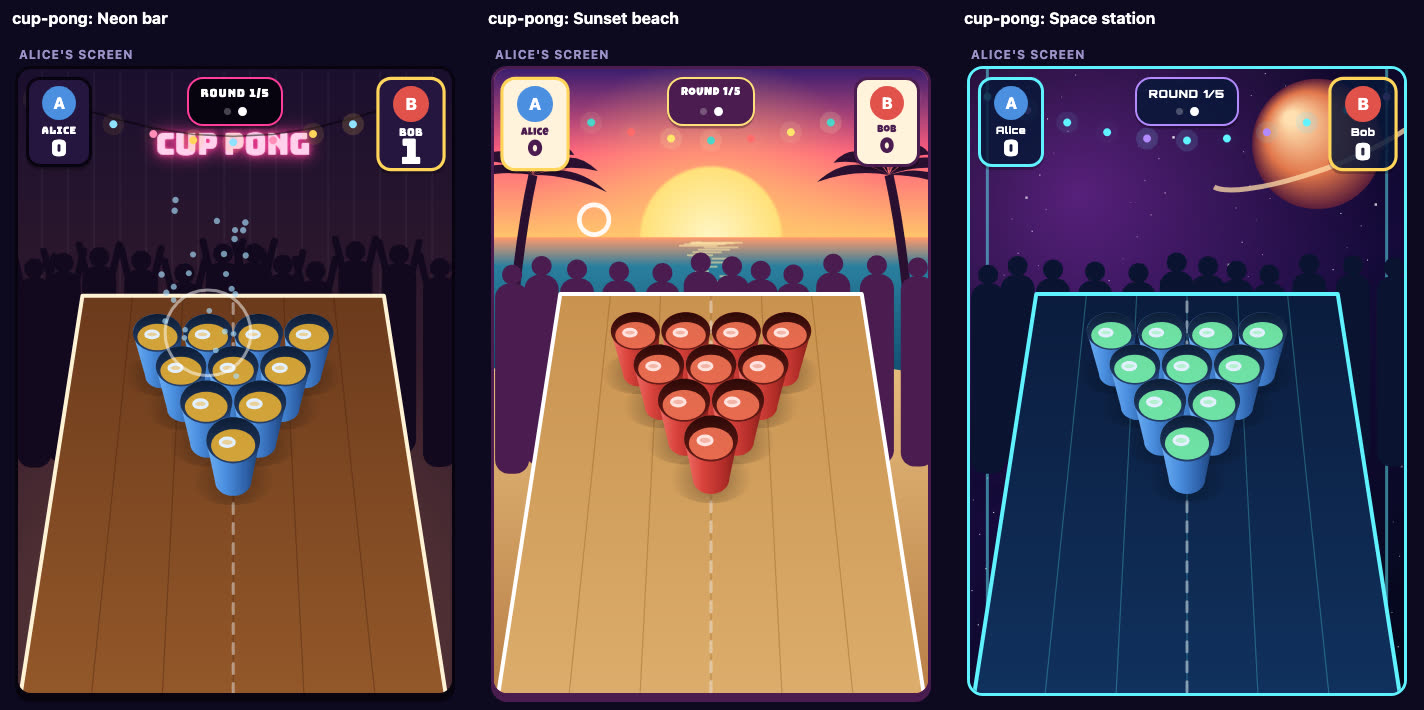 cup-pong: Neon bar
ALICE'S SCREEN
A
ALICE
0
ROUND 1/5
B
BOB
1
CUP PONG
cup-pong: Sunset beach
ALICE'S SCREEN
A
ALICE
0
ROUND 1/5
B
BOB
0
cup-pong: Space station
ALICE'S SCREEN
A
Alice
0
ROUND 1/5
B
Bob
0